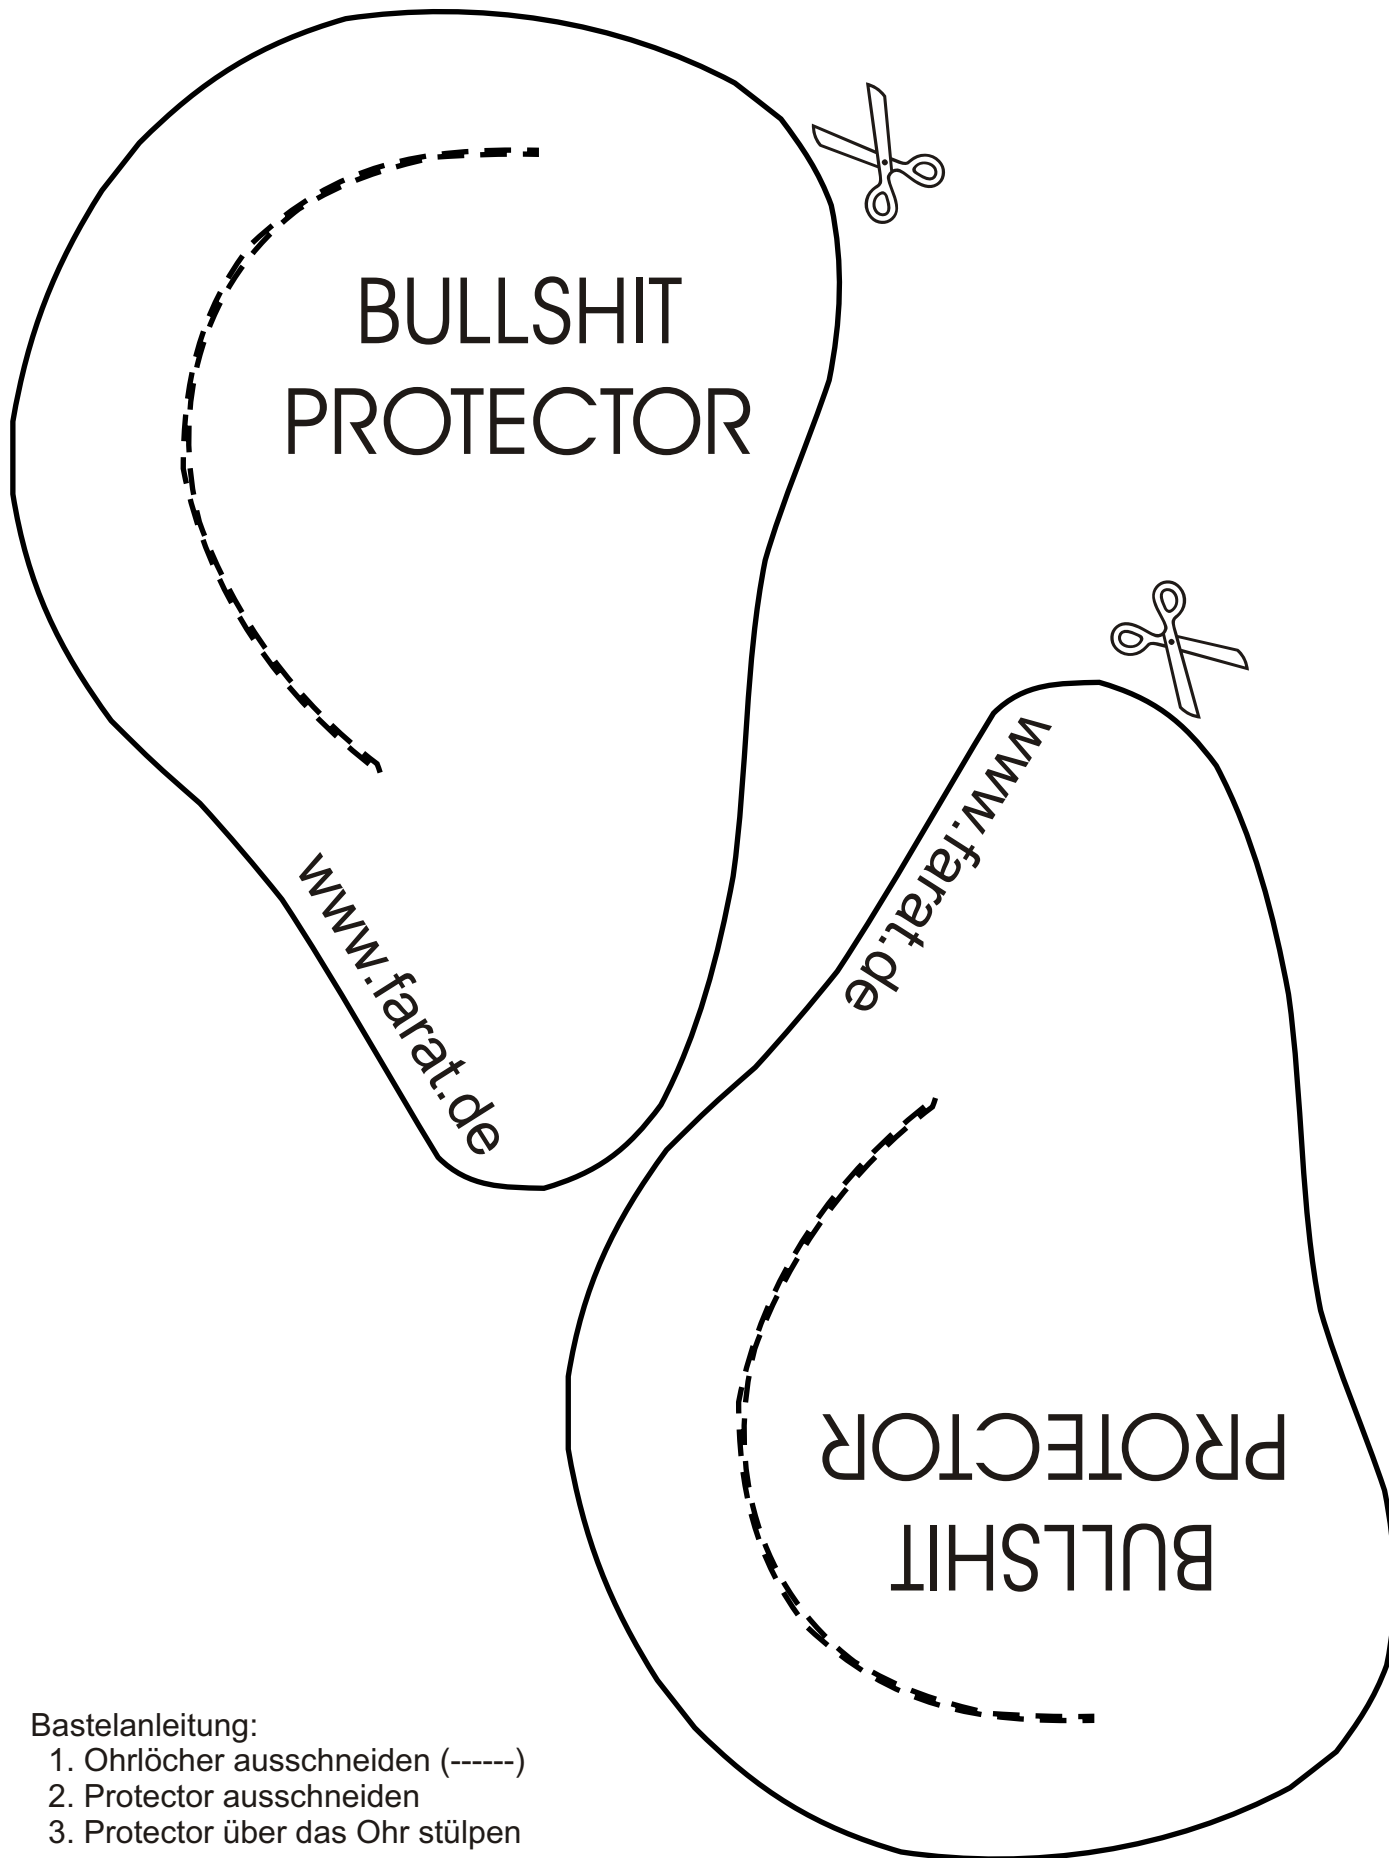 BULLSHIT
PROTECTOR
www.farat.de
www.farat.de
BULLSHIT
PROTECTOR
Bastelanleitung:
1. Ohrlöcher ausschneiden (------)
2. Protector ausschneiden
3. Protector über das Ohr stülpen